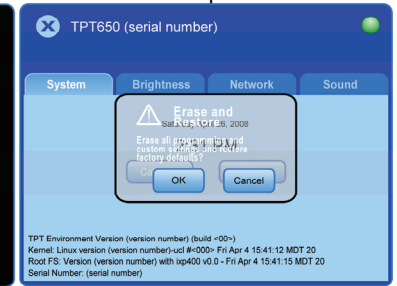 TPT650 (serial number)
System Brightness Network Sound
Erase and
Restore
Erase all programming and
custom settings and restore
factory defaults?
OK Cancel
TPT Environment Version (version number) (build <00>)
Kernel: Linux version (version number)-ucl #<000> Fri Apr 4 15:41:12 MDT 20
Root FS: Version (version number) with ixp400 v0.0 - Fri Apr 4 15:41:15 MDT 20
Serial Number: (serial number)